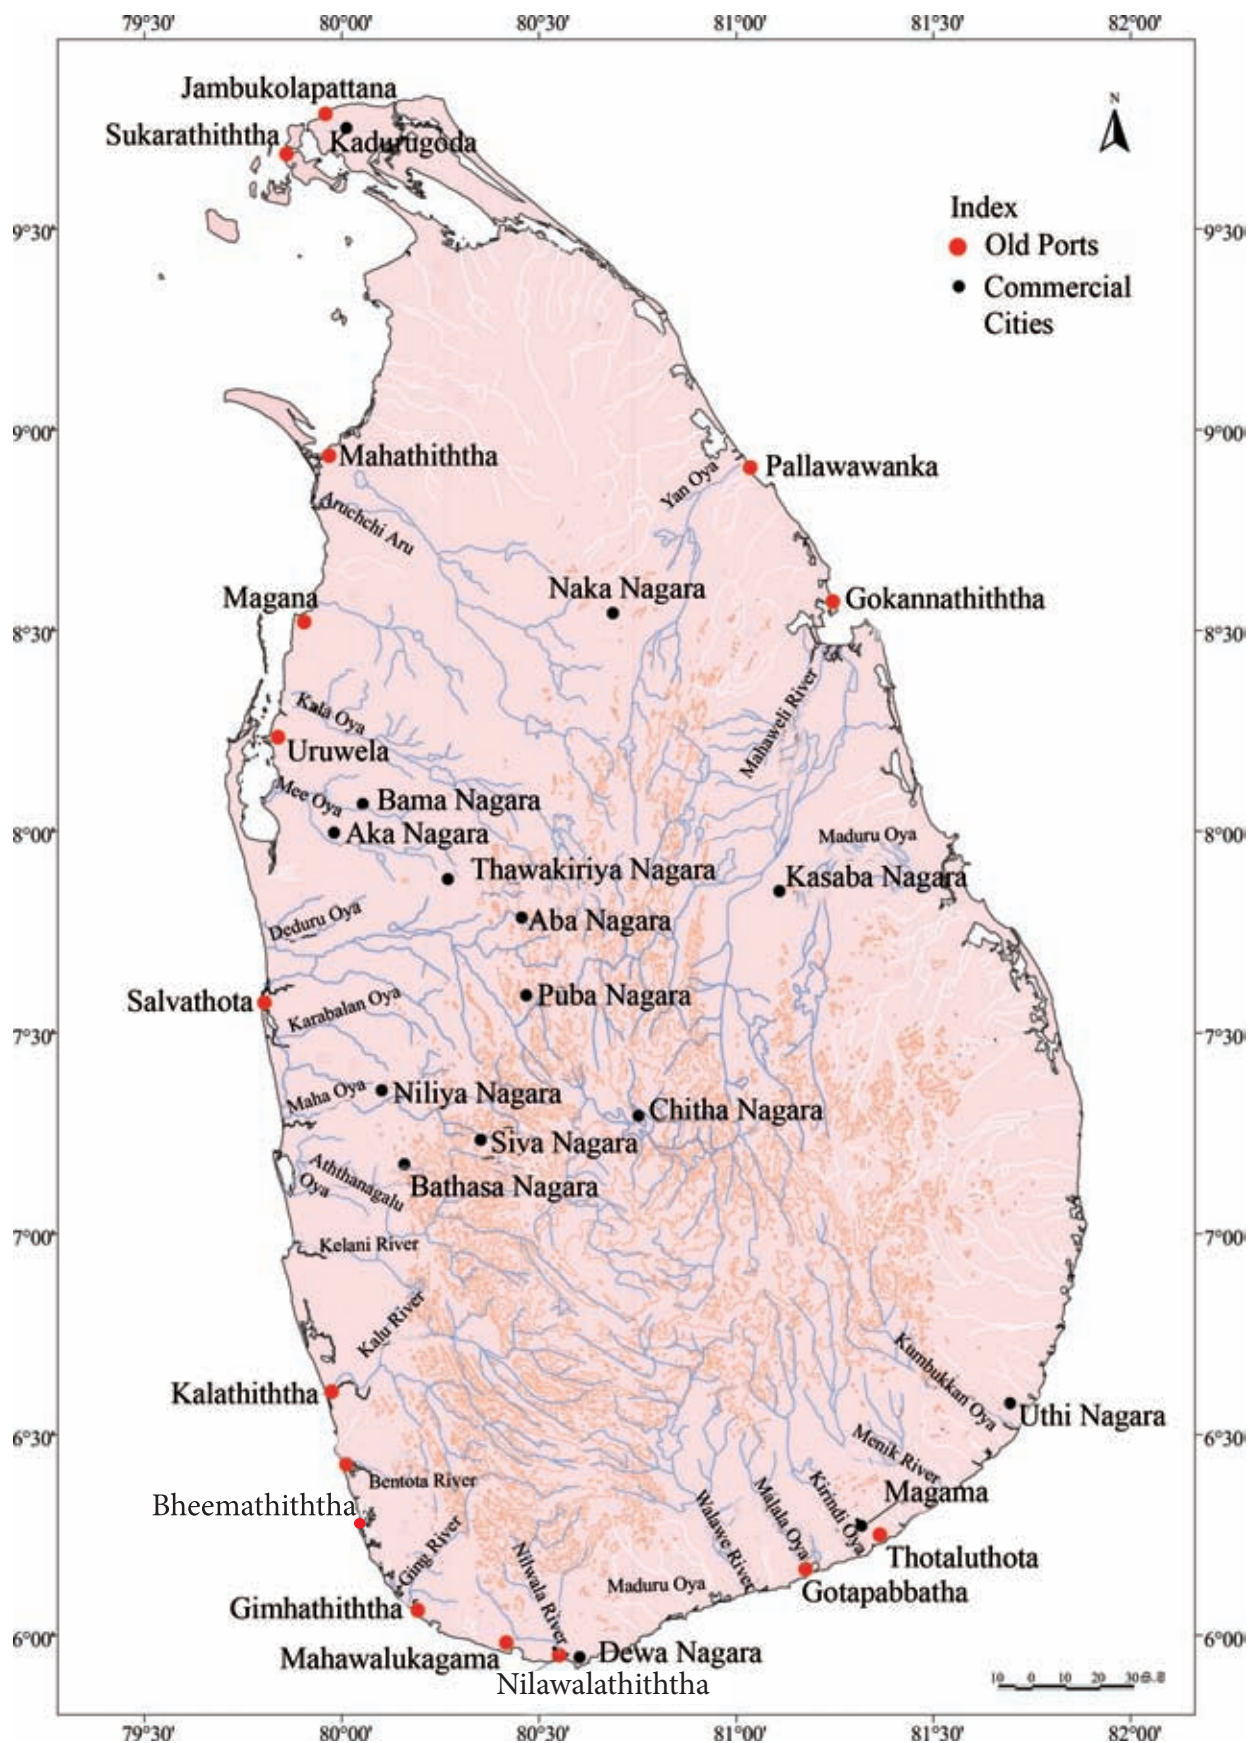 79°30' 80°00' 80°30' 81°00' 81°30' 82°00'
Jambukolapattana
N
Sukarathiththa
Kadurugoda
Index
9°30' 9°30'
Old Ports
Commercial
Cities
9°00' 9°00'
Mahathiththa
Pallawawanka
Yan Oya
Aruchchi Aru
Naka Nagara
Magana
Gokannathiththa
8°30' 8°30'
Mahaweli River
Kala Oya
Uruwela
Mee Oya
Bama Nagara
8°00' 8°00'
Aka Nagara
Maduru Oya
Thawakiriya Nagara
Kasaba Nagara
Deduru Oya
Aba Nagara
Salvathota
Puba Nagara
Karabalan Oya
7°30' 7°30'
Maha Oya
Niliya Nagara
Chitha Nagara
Siva Nagara
Aththanagalu
Oya
Bathasa Nagara
7°00' 7°00'
Kelani River
Kalu River
Kumbukkan Oya
Kalathiththa
Uthi Nagara
6°30' 6°30'
Menik River
Bentota River
Magama
Bheemathiththa
Kirindi Oya
Malala Oya
Walawe River
Ging River
Thotaluthota
Nilwala River
Maduru Oya
Gotapabbatha
Gimhathiththa
6°00' 6°00'
Mahawalukagama
Dewa Nagara
Nilawalathiththa
10 0 10 20 30
79°30' 80°00' 80°30' 81°00' 81°30' 82°00'